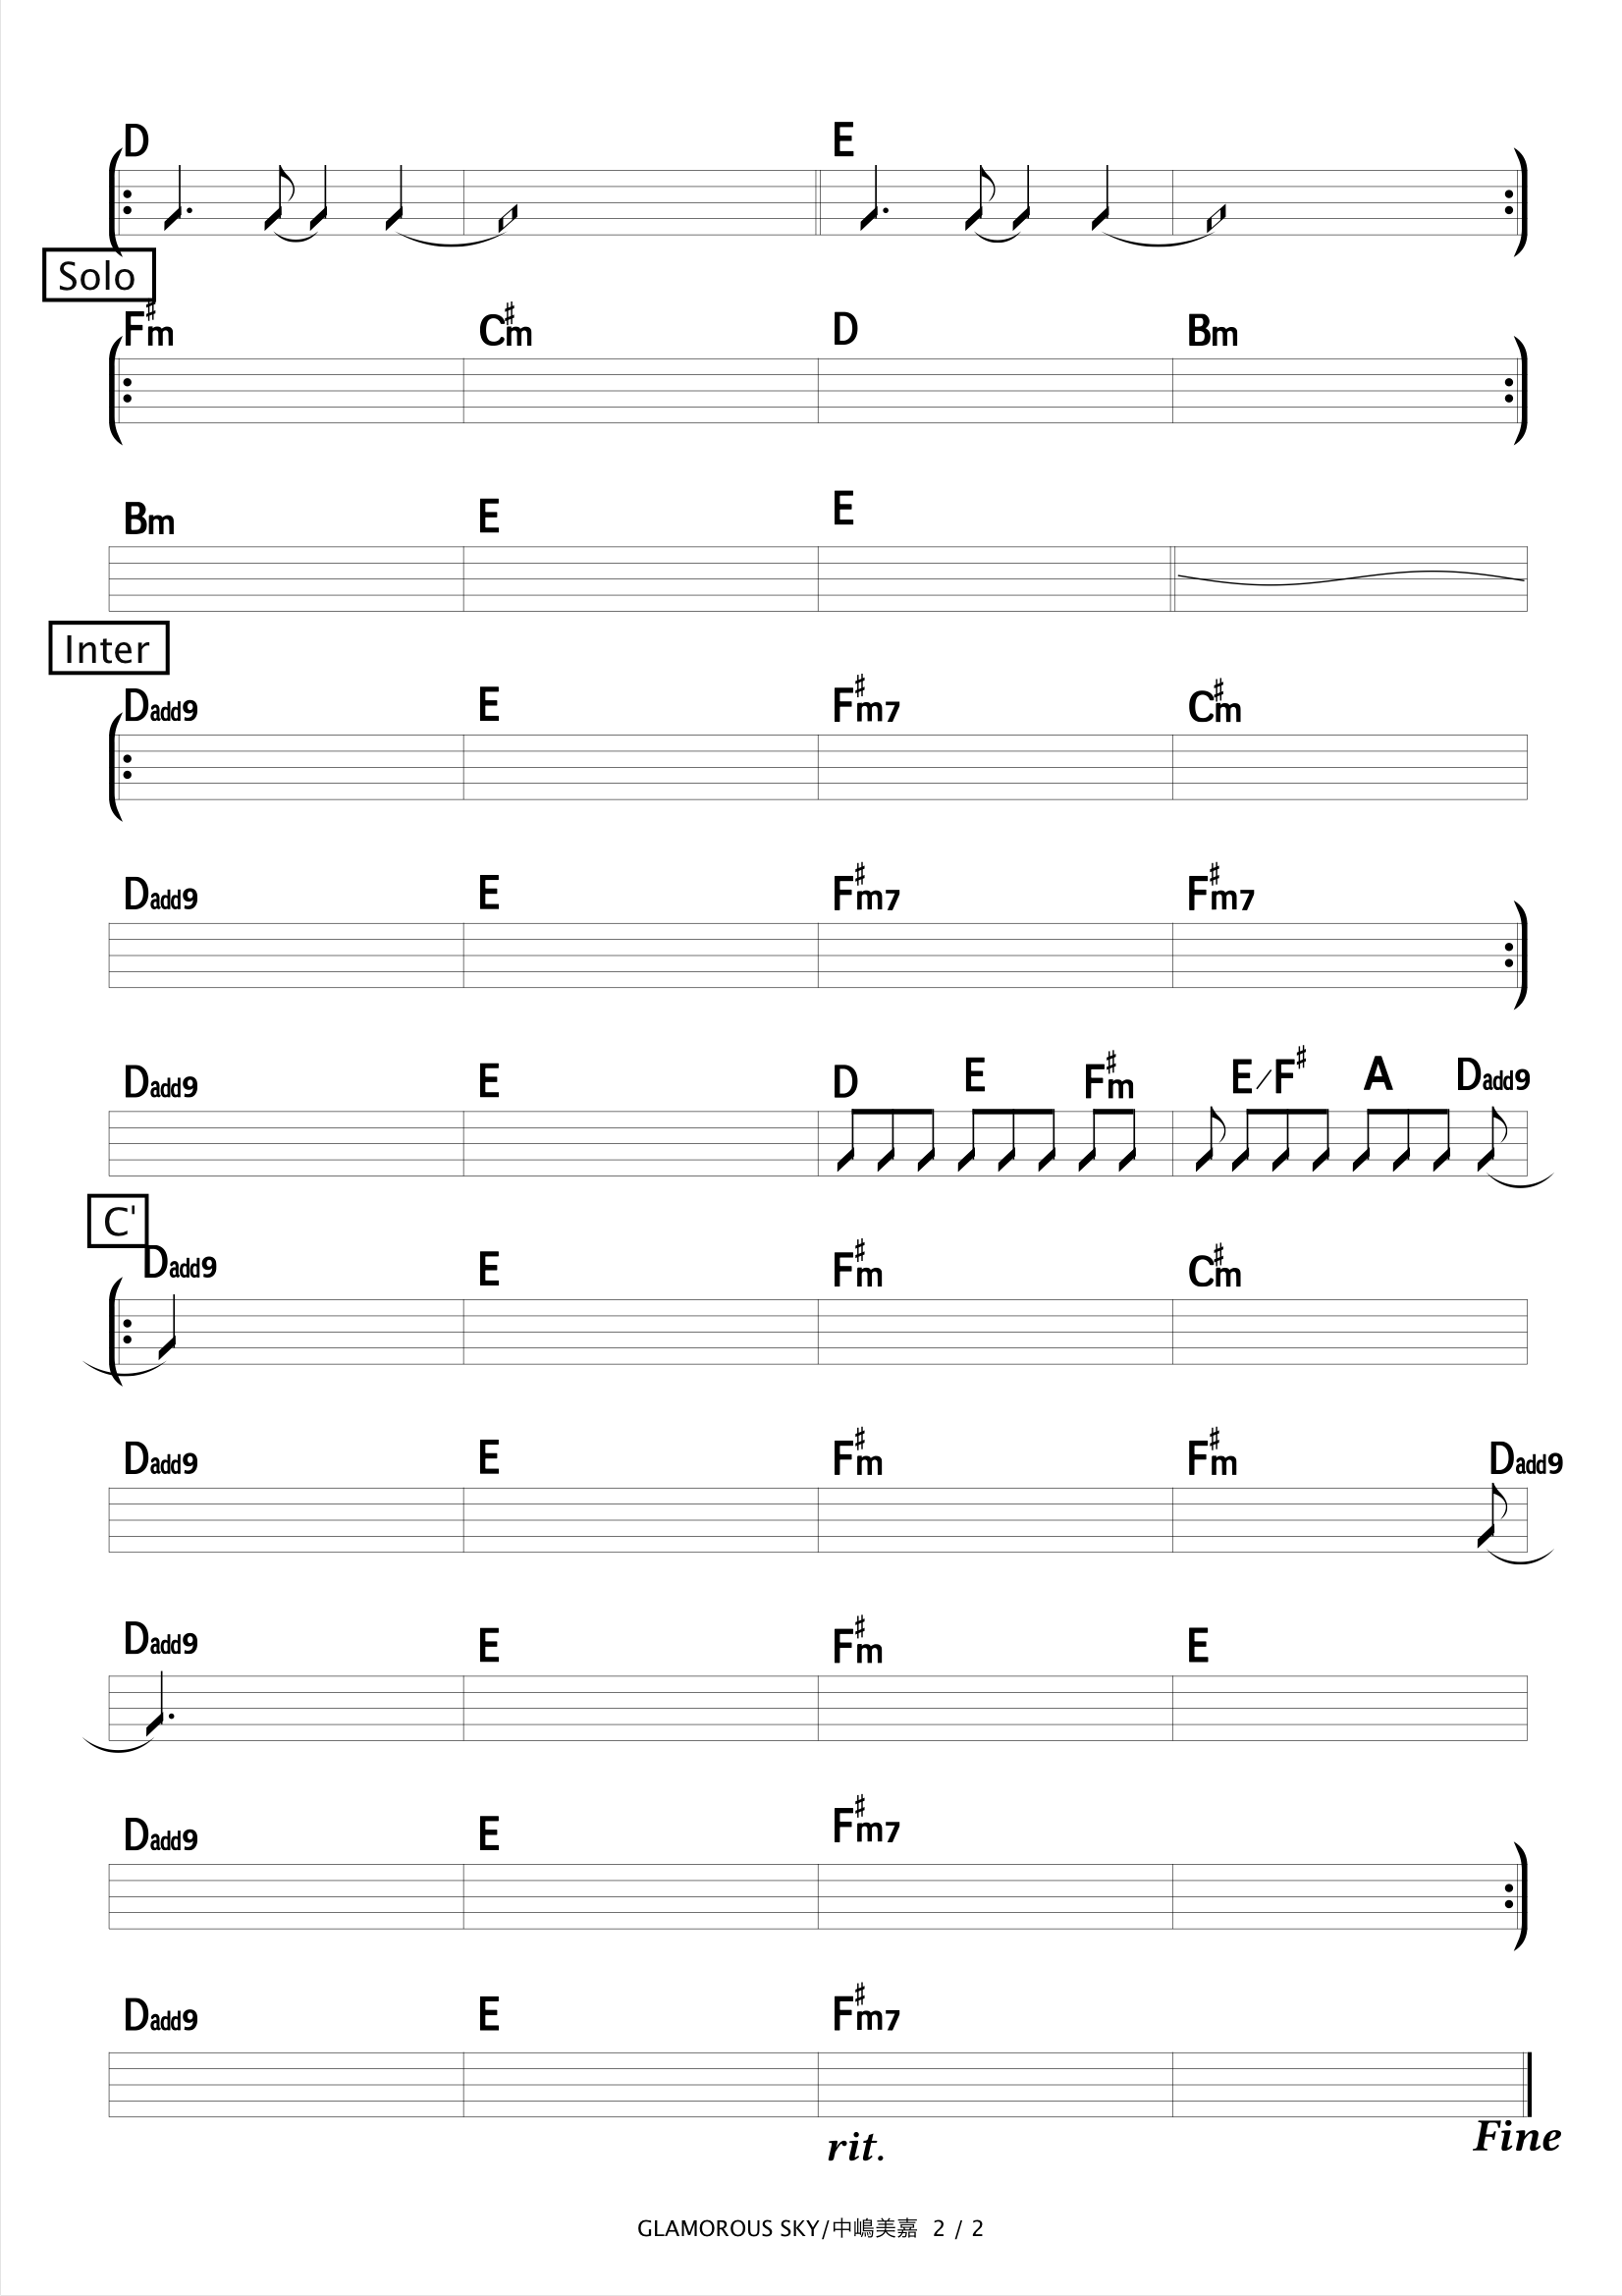 D E
Solo
F#m C#m D Bm
Bm E E
Inter
Dadd9 E F#m7 C#m
Dadd9 E F#m7 F#m7
Dadd9 E D E F#m E/F# A Dadd9
C'
Dadd9 E F#m C#m
Dadd9 E F#m F#m Dadd9
Dadd9 E F#m E
Dadd9 E F#m7
Dadd9 E F#m7
rit. Fine
GLAMOROUS SKY/中嶋美嘉 2 / 2